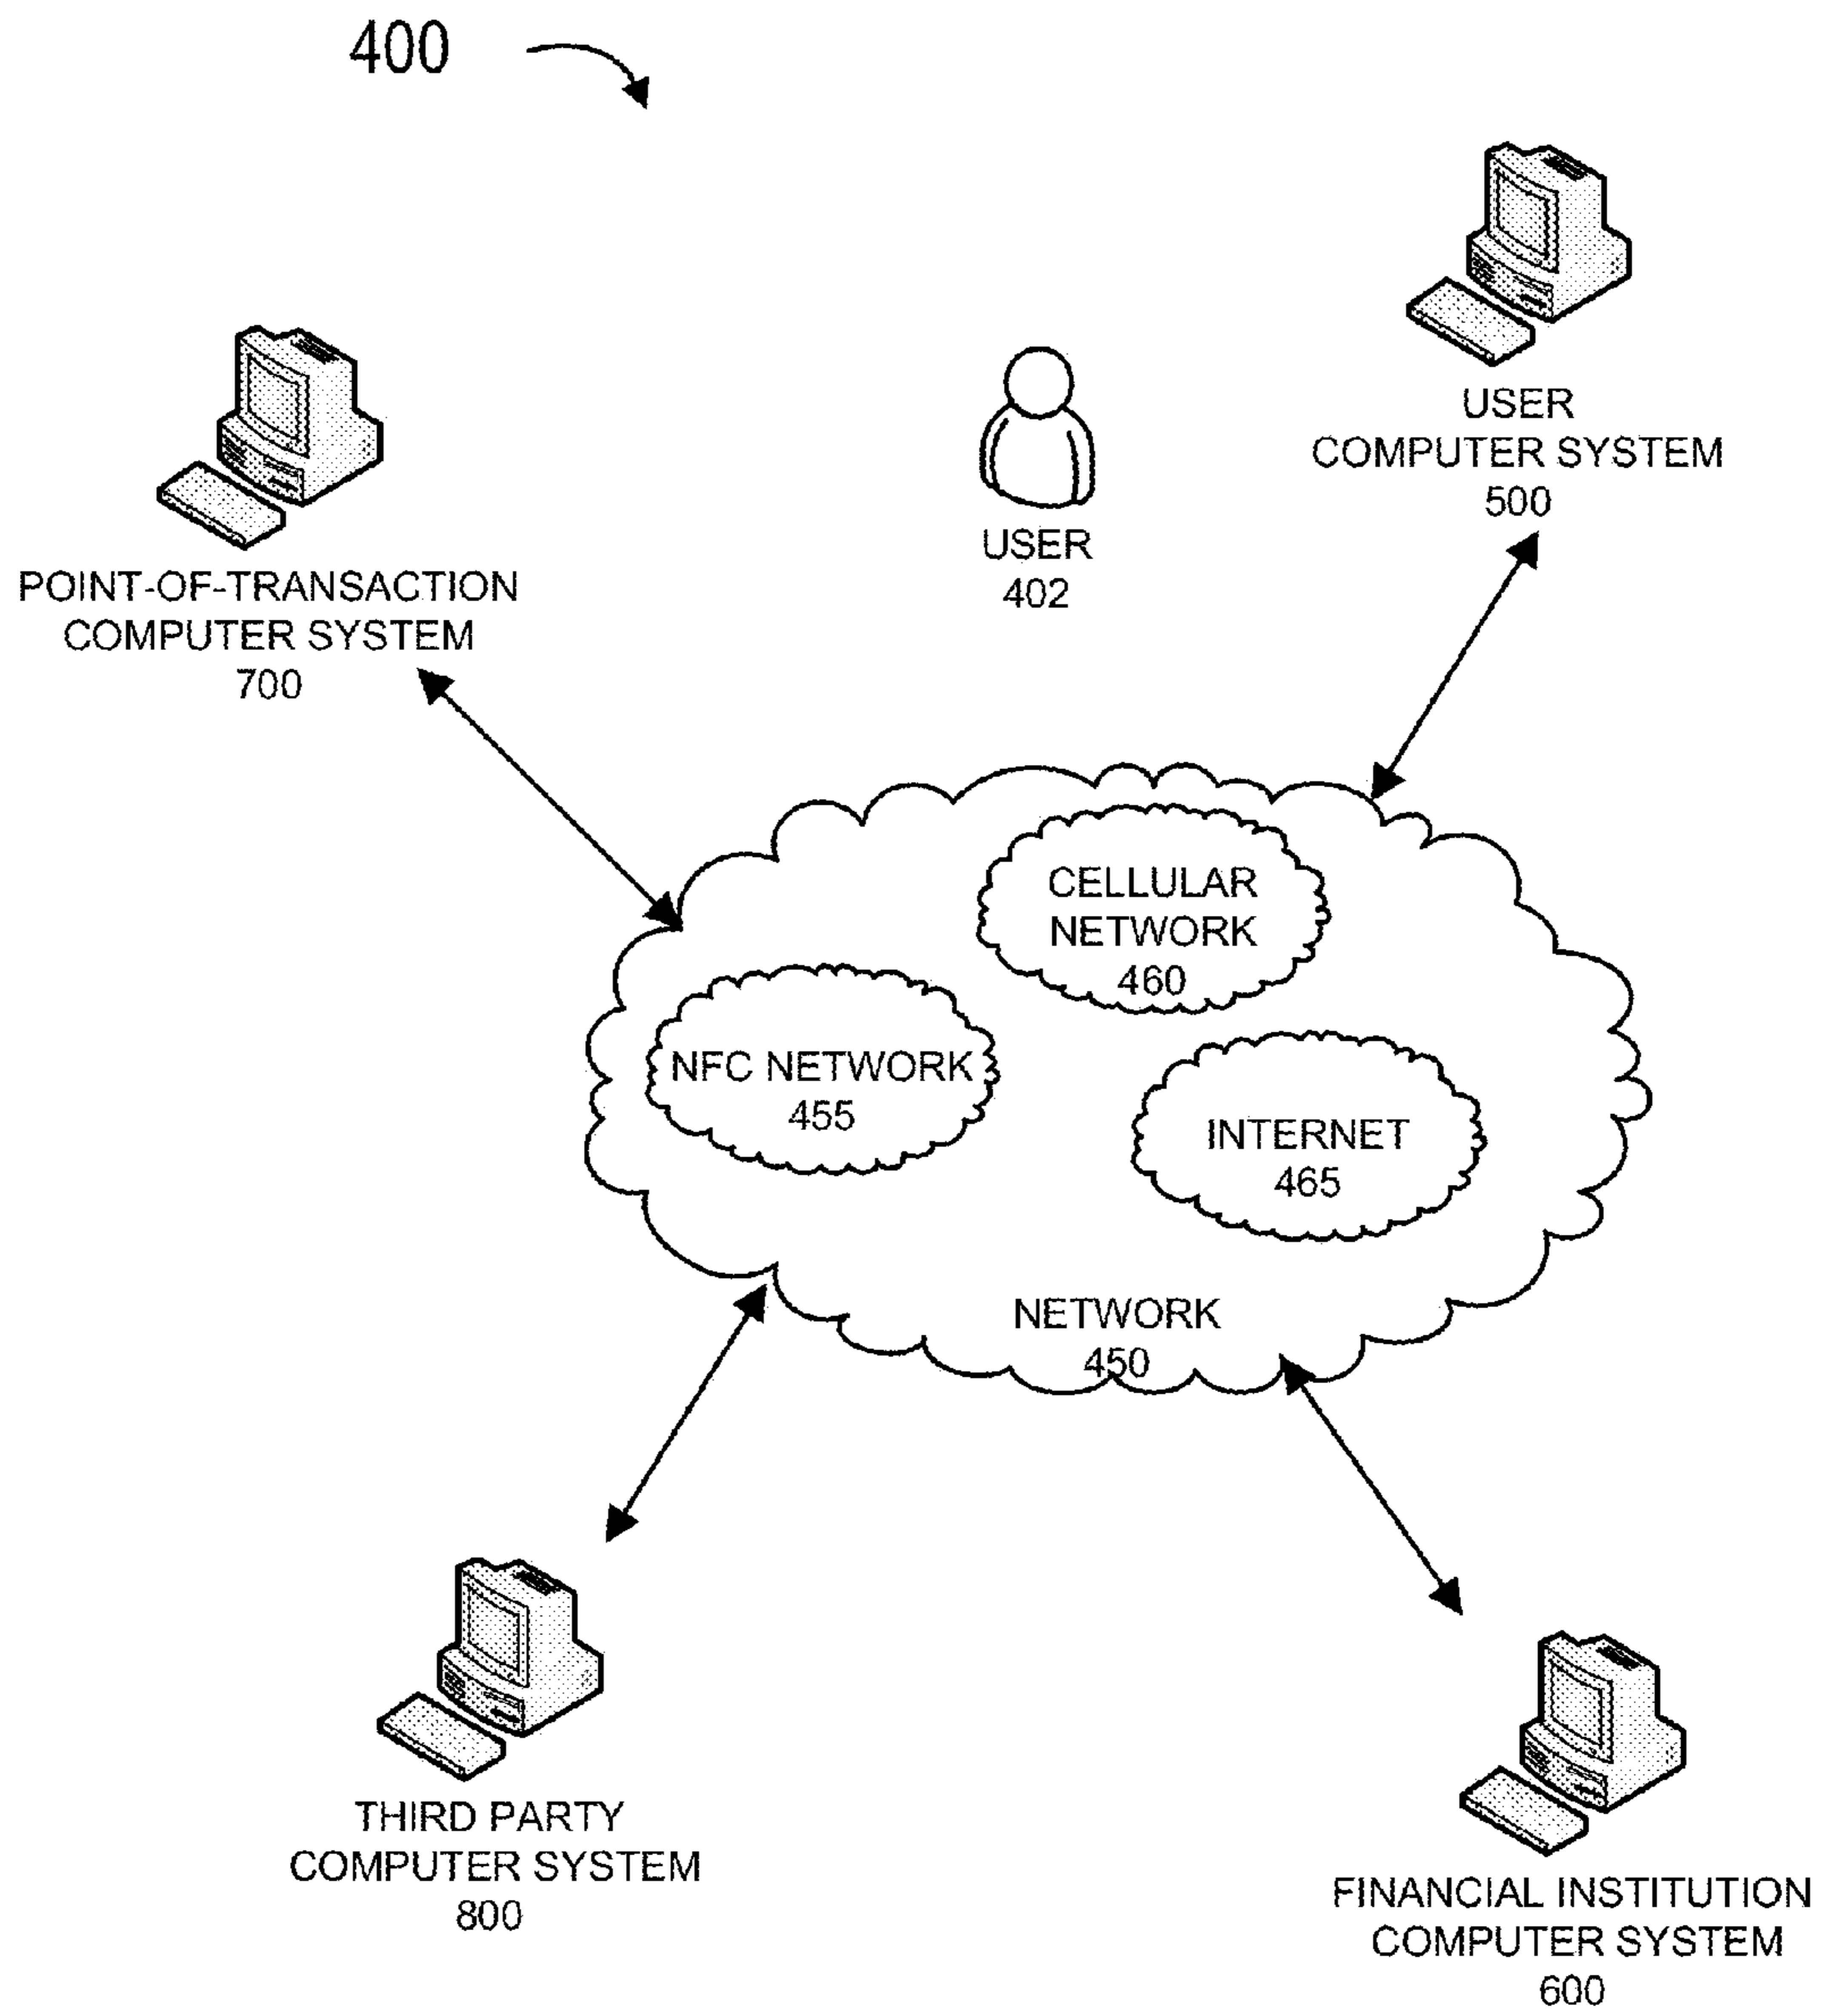 400
USER
COMPUTER SYSTEM
500
USER
402
POINT-OF-TRANSACTION
COMPUTER SYSTEM
700
CELLULAR
NETWORK
460
NFC NETWORK
455
INTERNET
465
NETWORK
450
THIRD PARTY
COMPUTER SYSTEM
800
FINANCIAL INSTITUTION
COMPUTER SYSTEM
600